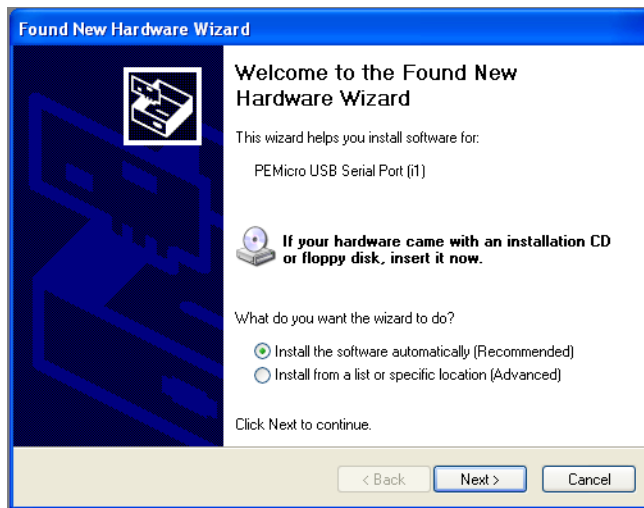 Found New Hardware Wizard
Welcome to the Found New
Hardware Wizard
This wizard helps you install software for:
PEMicro USB Serial Port (i1)
If your hardware came with an installation CD
or floppy disk, insert it now.
What do you want the wizard to do?
Install the software automatically (Recommended)
Install from a list or specific location (Advanced)
Click Next to continue.
< Back
Next >
Cancel